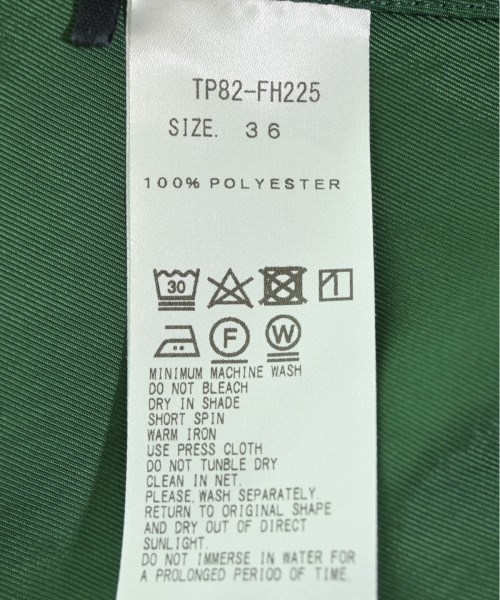 TP82-FH225
SIZE. 36
100% POLYESTER
30
F W
MINIMUM MACHINE WASH
DO NOT BLEACH
DRY IN SHADE
SHORT SPIN
WARM IRON
USE PRESS CLOTH
DO NOT TUNBLE DRY
CLEAN IN NET.
PLEASE.WASH SEPARATELY.
RETURN TO ORIGINAL SHAPE
AND DRY OUT OF DIRECT
SUNLIGHT.
DO NOT IMMERSE IN WATER FOR
A PROLONGED PERIOD OF TIME.